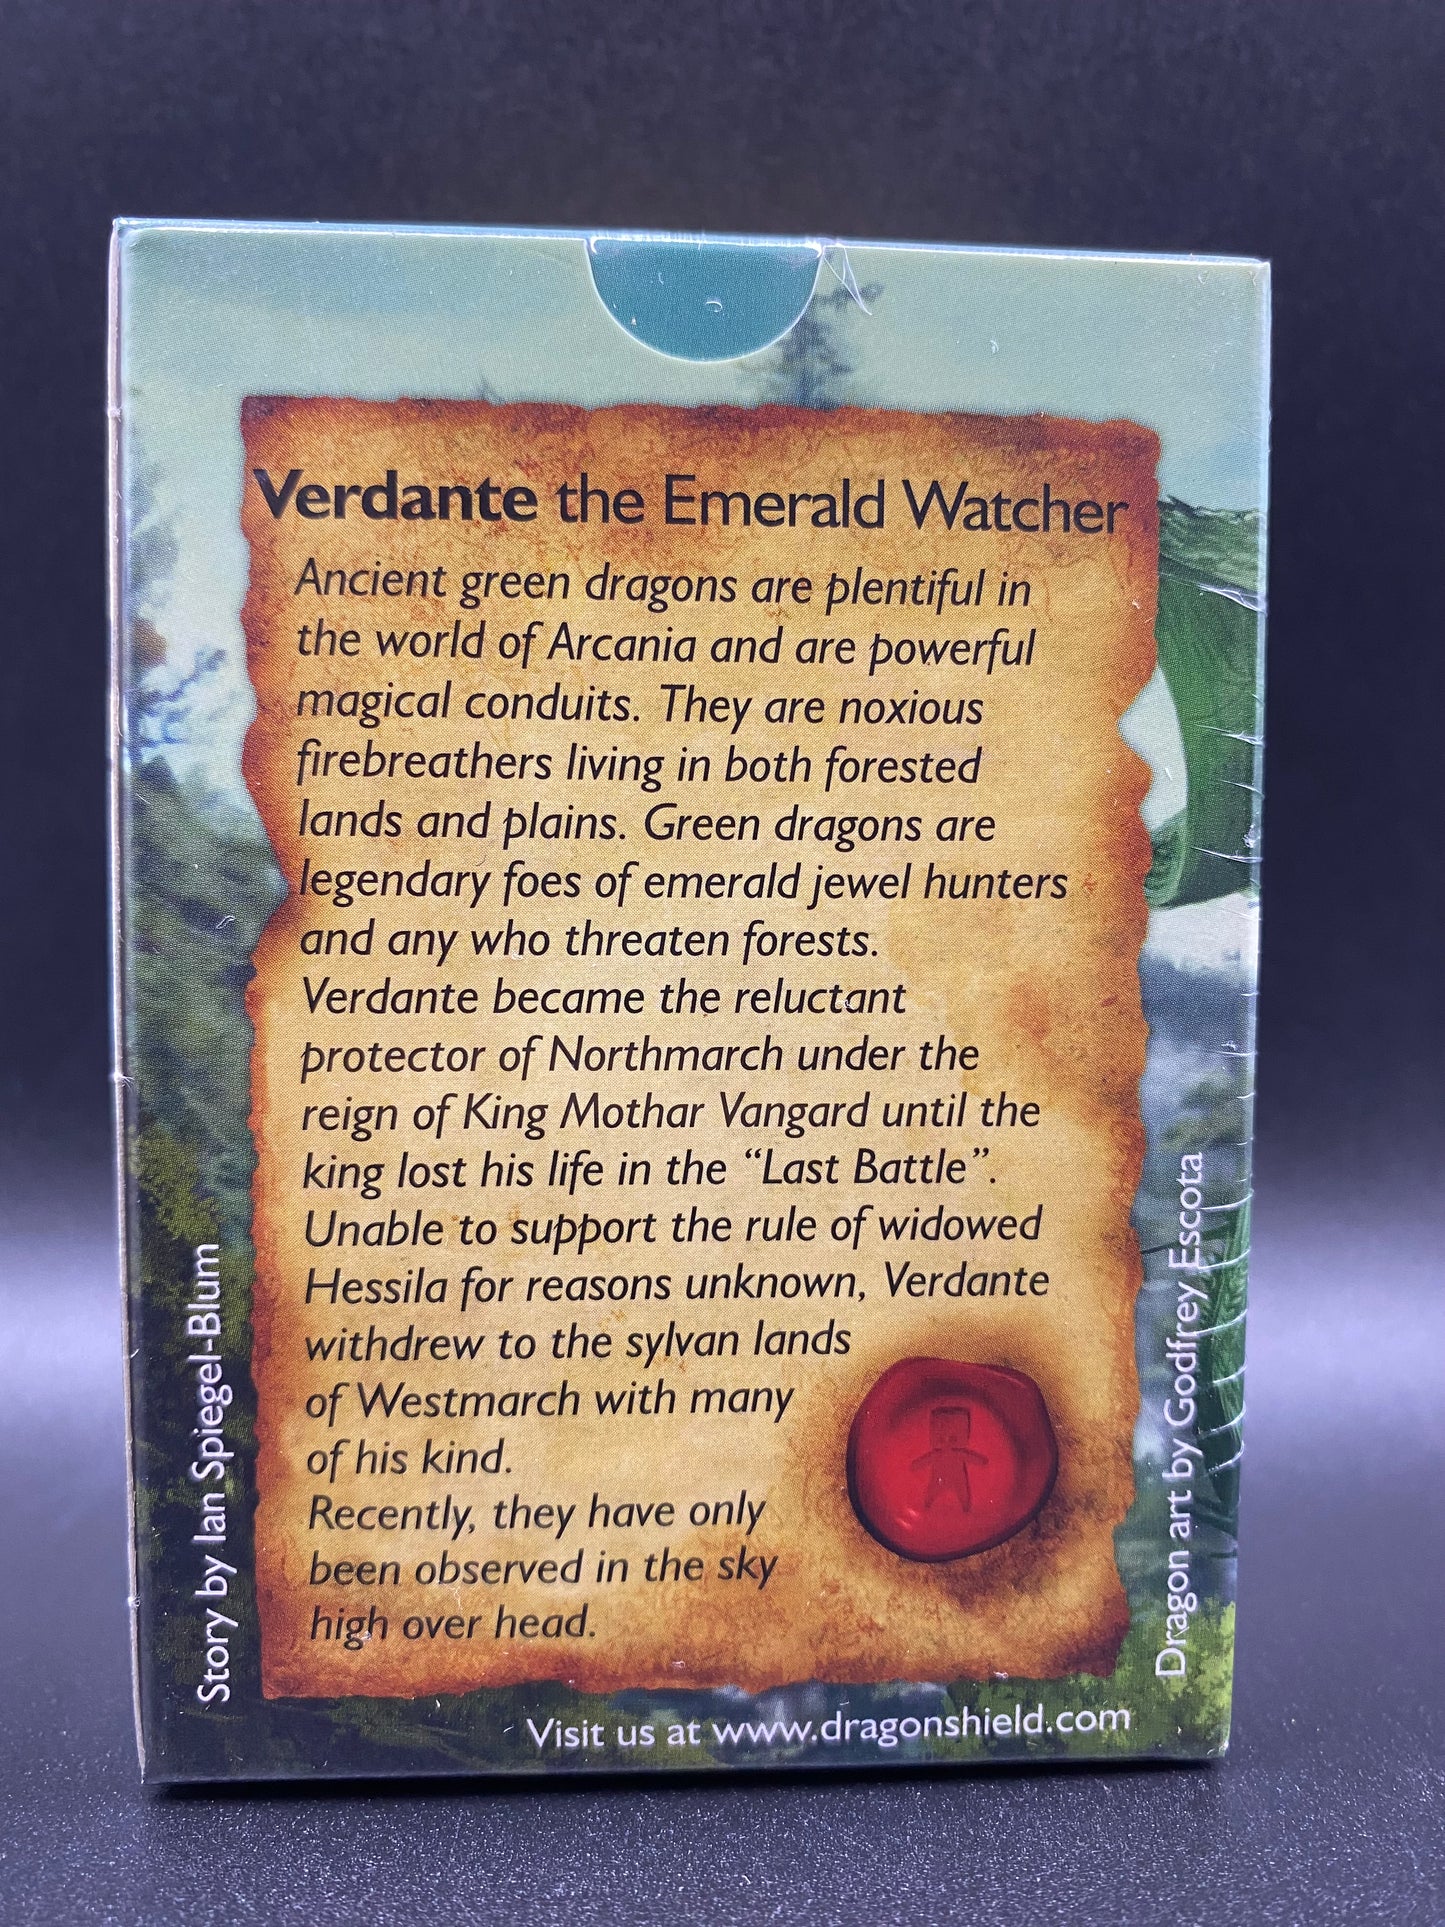 Verdante the Emerald Watcher
Ancient green dragons are plentiful in
the world of Arcania and are powerful
magical conduits. They are noxious
firebreathers living in both forested
lands and plains. Green dragons are
legendary foes of emerald jewel hunters
and any who threaten forests.
Verdante became the reluctant
protector of Northmarch under the
reign of King Mothar Vangard until the
king lost his life in the “Last Battle”.
Unable to support the rule of widowed
Hessila for reasons unknown, Verdante
withdrew to the sylvan lands
of Westmarch with many
of his kind.
Recently, they have only
been observed in the sky
high over head.
Story by Ian Spiegel-Blum
Dragon art by Godfrey Escota
Visit us at www.dragonshield.com